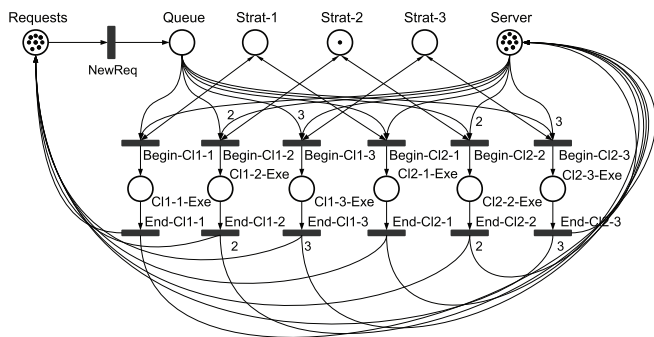 Requests Queue Strat-1 Strat-2 Strat-3 Server
NewReq
2 3 2 3
Begin-Cl1-1 Begin-Cl1-2 Begin-Cl1-3 Begin-Cl2-1 Begin-Cl2-2 Begin-Cl2-3
Cl1-1-Exe Cl1-2-Exe Cl1-3-Exe Cl2-1-Exe Cl2-2-Exe Cl2-3-Exe
End-Cl1-1 End-Cl1-2 End-Cl1-3 End-Cl2-1 End-Cl2-2 End-Cl2-3
2 3 2 3